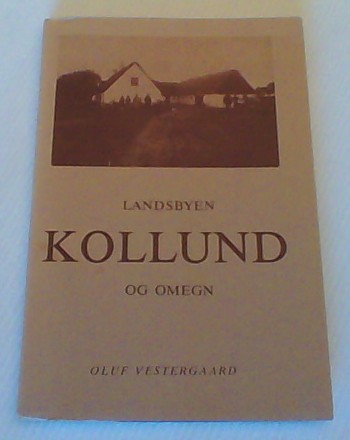 LANDSBYEN
KOLLUND
OG OMEGN
OLUF VESTERGAARD